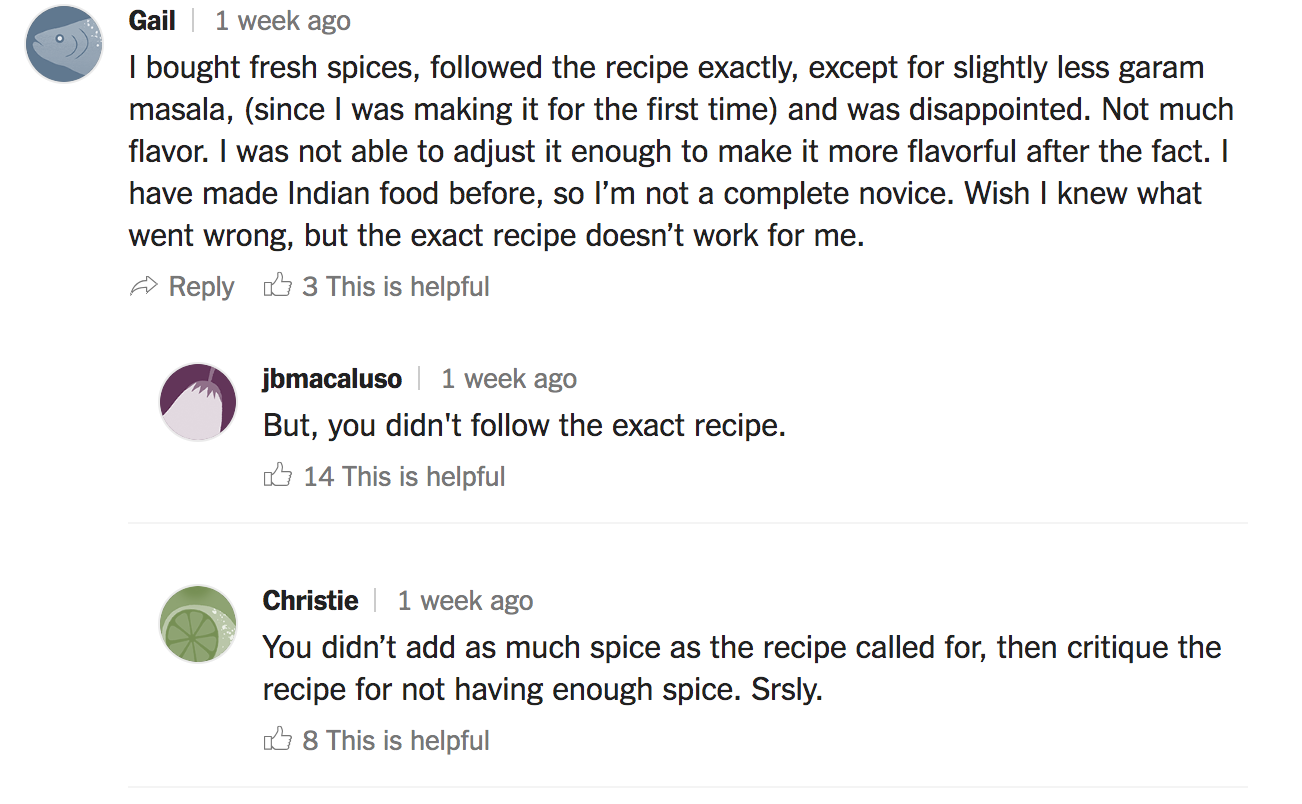 Gail | 1 week ago
I bought fresh spices, followed the recipe exactly, except for slightly less garam
masala, (since I was making it for the first time) and was disappointed. Not much
flavor. I was not able to adjust it enough to make it more flavorful after the fact. I
have made Indian food before, so I’m not a complete novice. Wish I knew what
went wrong, but the exact recipe doesn’t work for me.
Reply 3 This is helpful
jbmacaluso | 1 week ago
But, you didn't follow the exact recipe.
14 This is helpful
Christie | 1 week ago
You didn’t add as much spice as the recipe called for, then critique the
recipe for not having enough spice. Srsly.
8 This is helpful